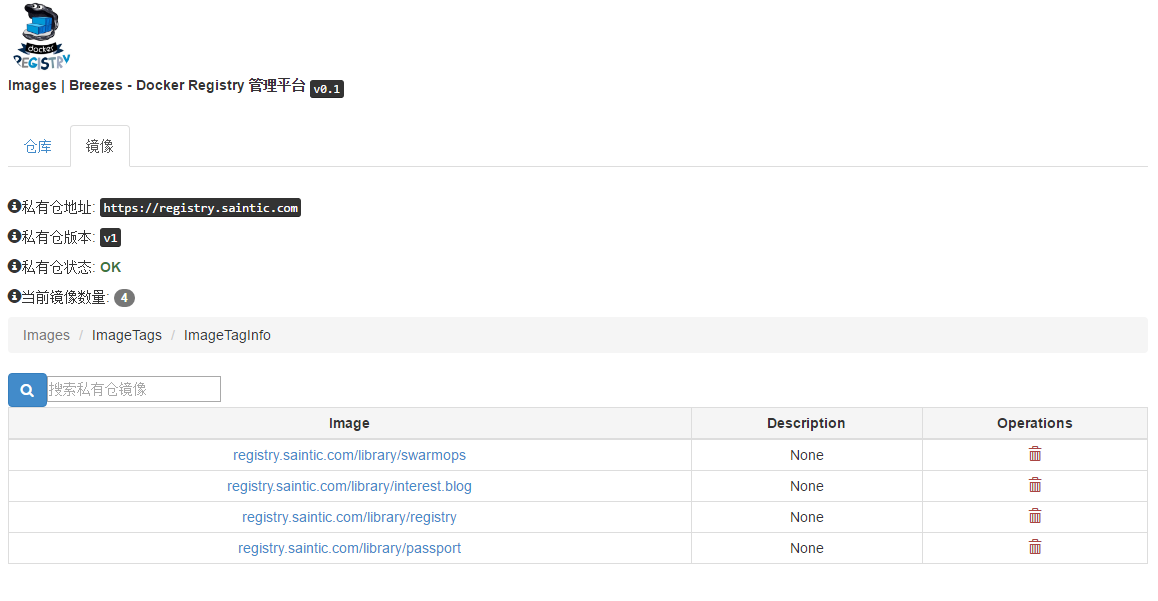 docker
REGISTRY
Images | Breezes - Docker Registry 管理平台 v0.1
仓库 镜像
私有仓地址: https://registry.saintic.com
私有仓版本: v1
私有仓状态: OK
当前镜像数量: 4
Images / ImageTags / ImageTagInfo
搜索私有仓镜像
Image Description Operations
registry.saintic.com/library/swarmops None
registry.saintic.com/library/interest.blog None
registry.saintic.com/library/registry None
registry.saintic.com/library/passport None